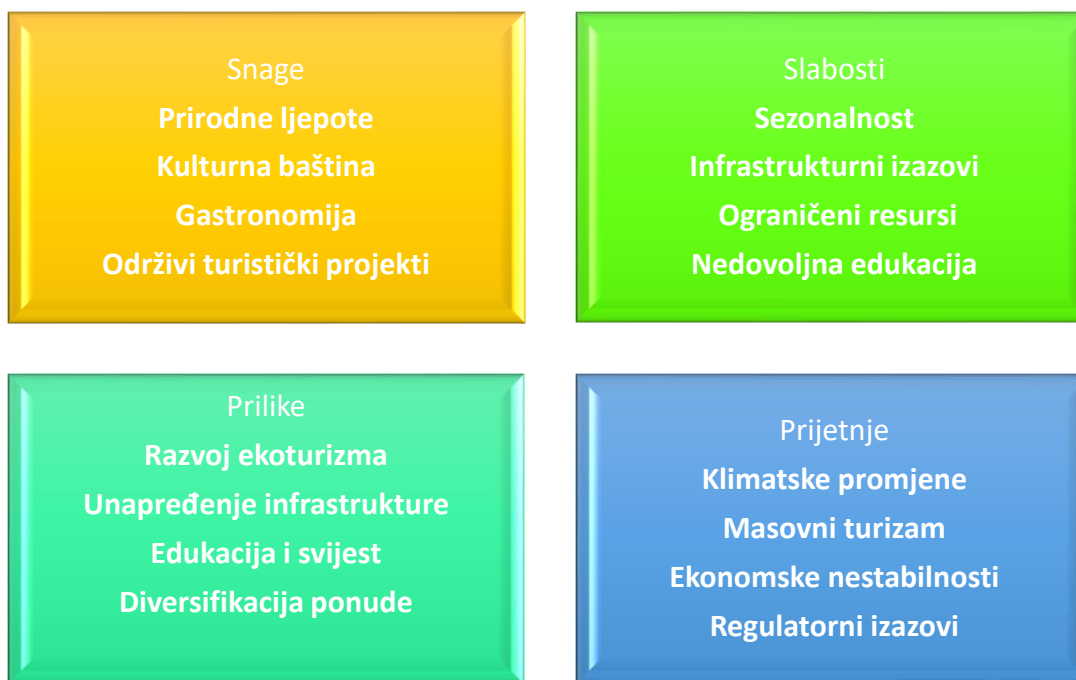 Snage
Prirodne ljepote
Kulturna baština
Gastronomija
Održivi turistički projekti
Slabosti
Sezonalnost
Infrastrukturni izazovi
Ograničeni resursi
Nedovoljna edukacija
Prilike
Razvoj ekoturizma
Unapređenje infrastrukture
Edukacija i svijest
Diversifikacija ponude
Prijetnje
Klimatske promjene
Masovni turizam
Ekonomske nestabilnosti
Regulatorni izazovi